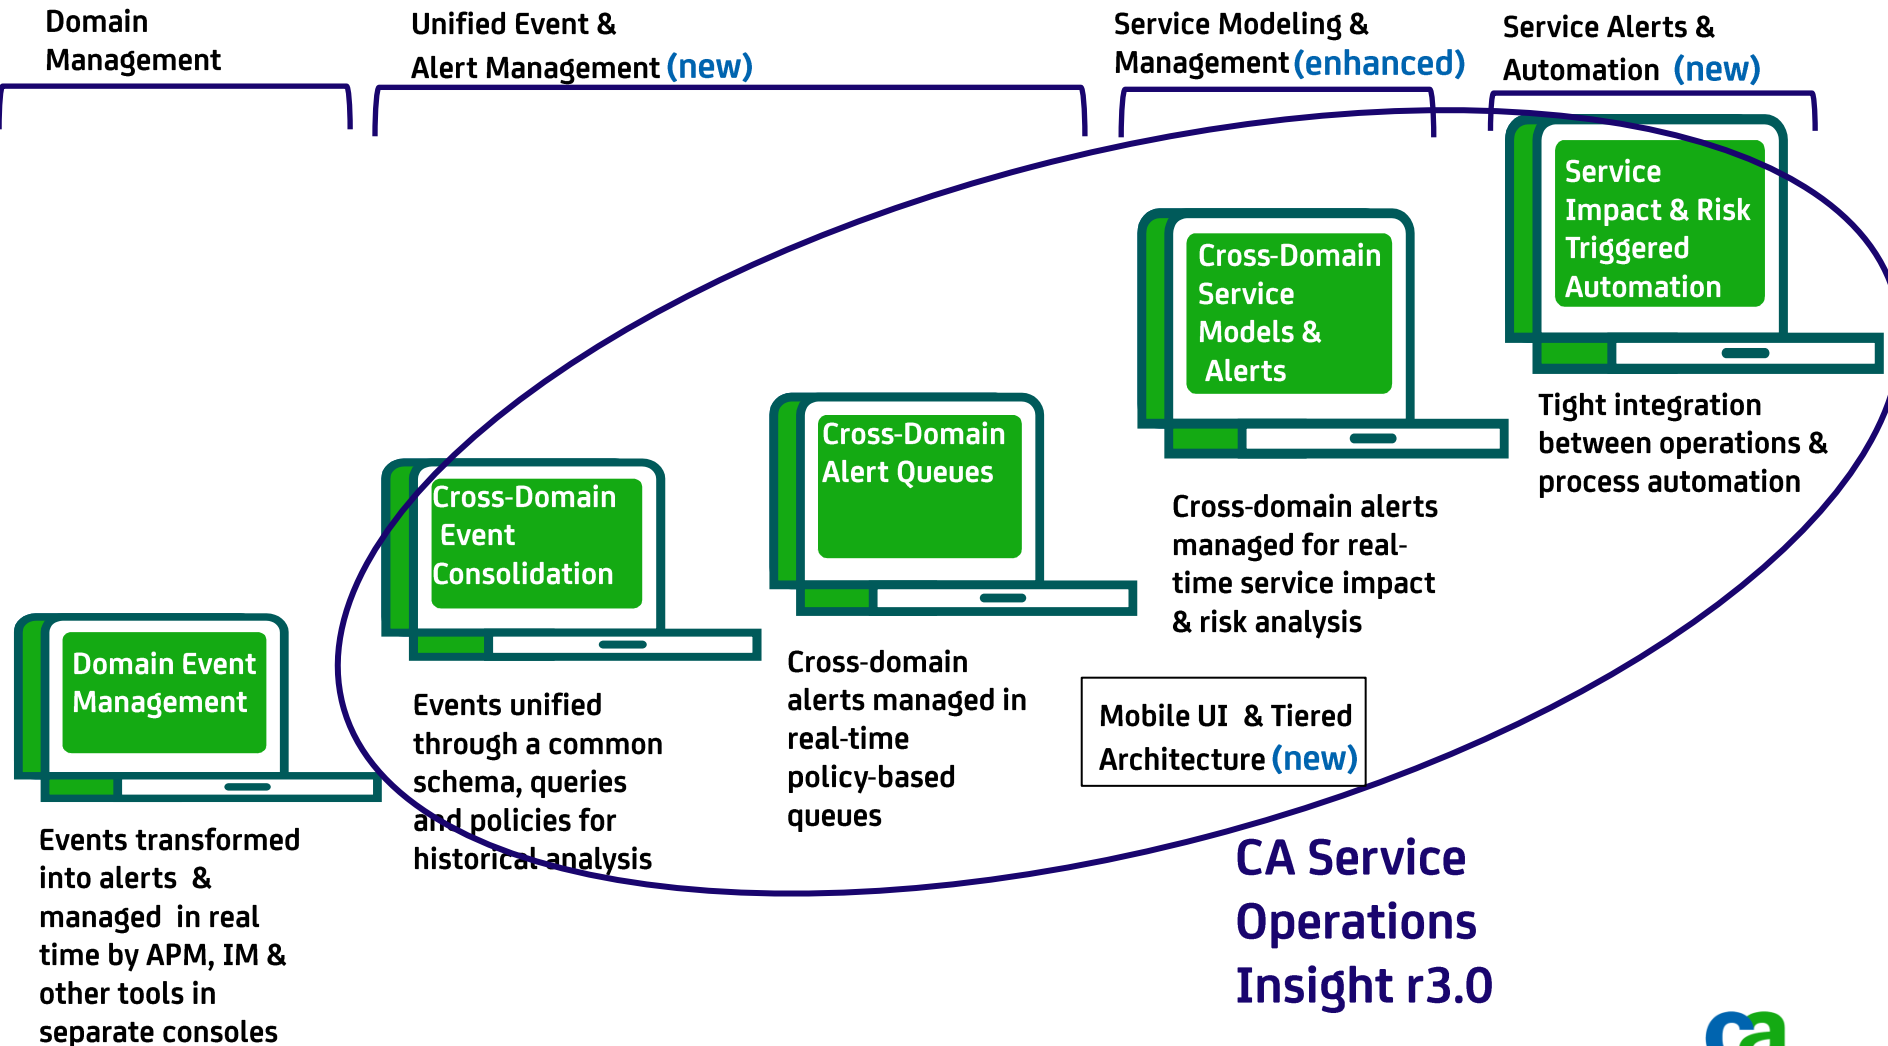 Domain
Management
Unified Event &
Alert Management (new)
Service Modeling &
Management (enhanced)
Service Alerts &
Automation (new)
Service
Impact & Risk
Triggered
Automation
Tight integration
between operations &
process automation
Cross-Domain
Service
Models &
Alerts
Cross-domain alerts
managed for real-
time service impact
& risk analysis
Cross-Domain
Alert Queues
Cross-domain
alerts managed in
real-time
policy-based
queues
Cross-Domain
Event
Consolidation
Events unified
through a common
schema, queries
and policies for
historical analysis
Domain Event
Management
Events transformed
into alerts &
managed in real
time by APM, IM &
other tools in
separate consoles
Mobile UI & Tiered
Architecture (new)
CA Service
Operations
Insight r3.0
ca